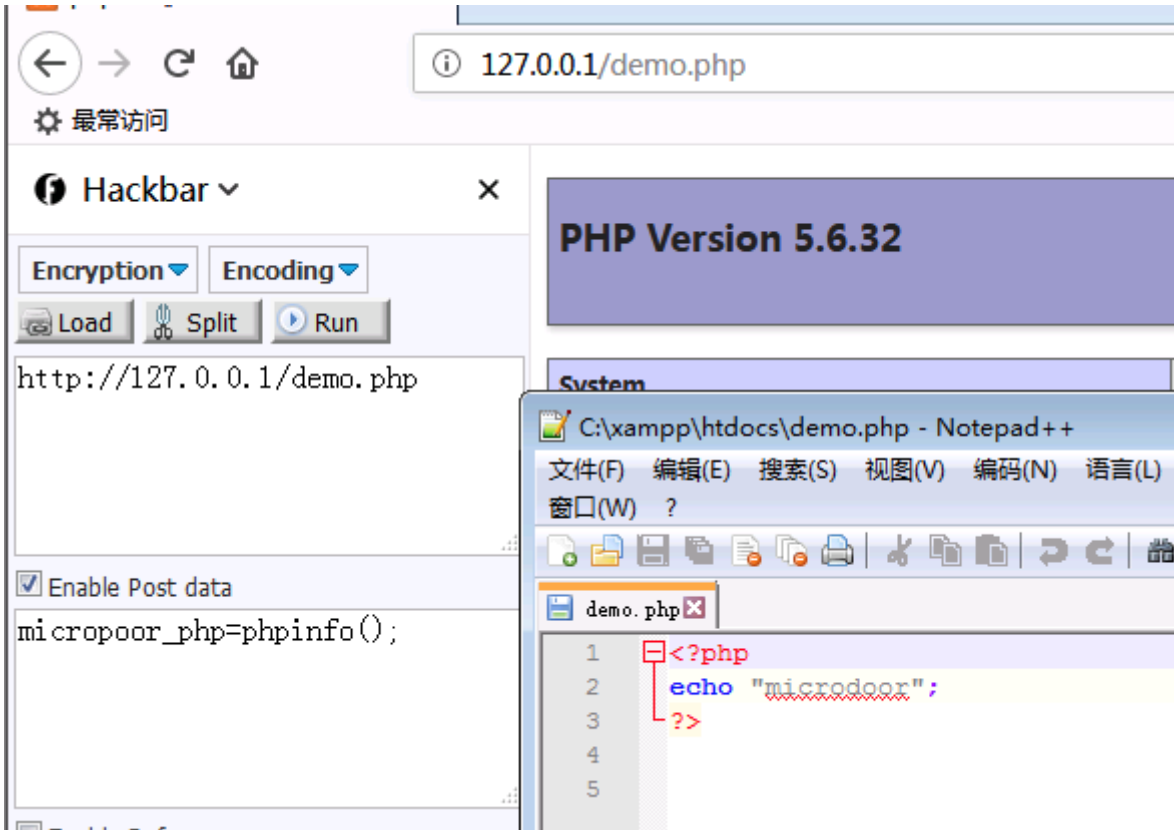 127.0.0.1/demo.php
最常访问
Hackbar
Encryption Encoding
Load Split Run
http://127.0.0.1/demo.php
Enable Post data
micropoor_php=phpinfo();
PHP Version 5.6.32
System
C:\xampp\htdocs\demo.php - Notepad++
文件(F) 编辑(E) 搜索(S) 视图(V) 编码(N) 语言(L)
窗口(W) ?
demo.php
1 <?php
2 echo "microdoor";
3 ?>
4
5